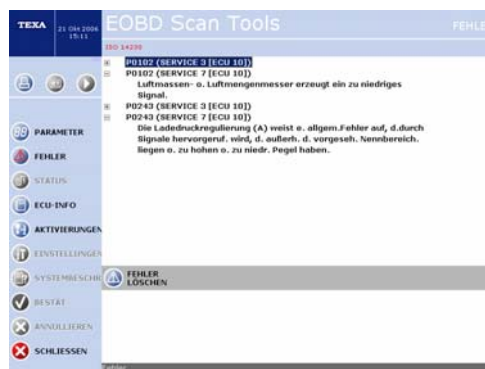 TEXA
21 Okt 2006
15:11
EOBD Scan Tools
FEHLE
ISO 14230
P0102 (SERVICE 3 [ECU 10])
P0102 (SERVICE 7 [ECU 10])
Luftmassen- o. Luftmengenmesser erzeugt ein zu niedriges
Signal.
P0243 (SERVICE 3 [ECU 10])
P0243 (SERVICE 7 [ECU 10])
Die Ladedruckregulierung (A) weist e. allgem.Fehler auf, d.durch
Signale hervorgeruf. wird, d. außerh. d. vorgeseh. Nennbereich.
liegen o. zu hohen o. zu niedr. Pegel haben.
PARAMETER
FEHLER
STATUS
ECU-INFO
AKTIVIERUNGEN
EINSTELLUNGEN
SYSTEMBESCHR
BESTÄT
ANNULLIEREN
SCHLIESSEN
FEHLER
LÖSCHEN